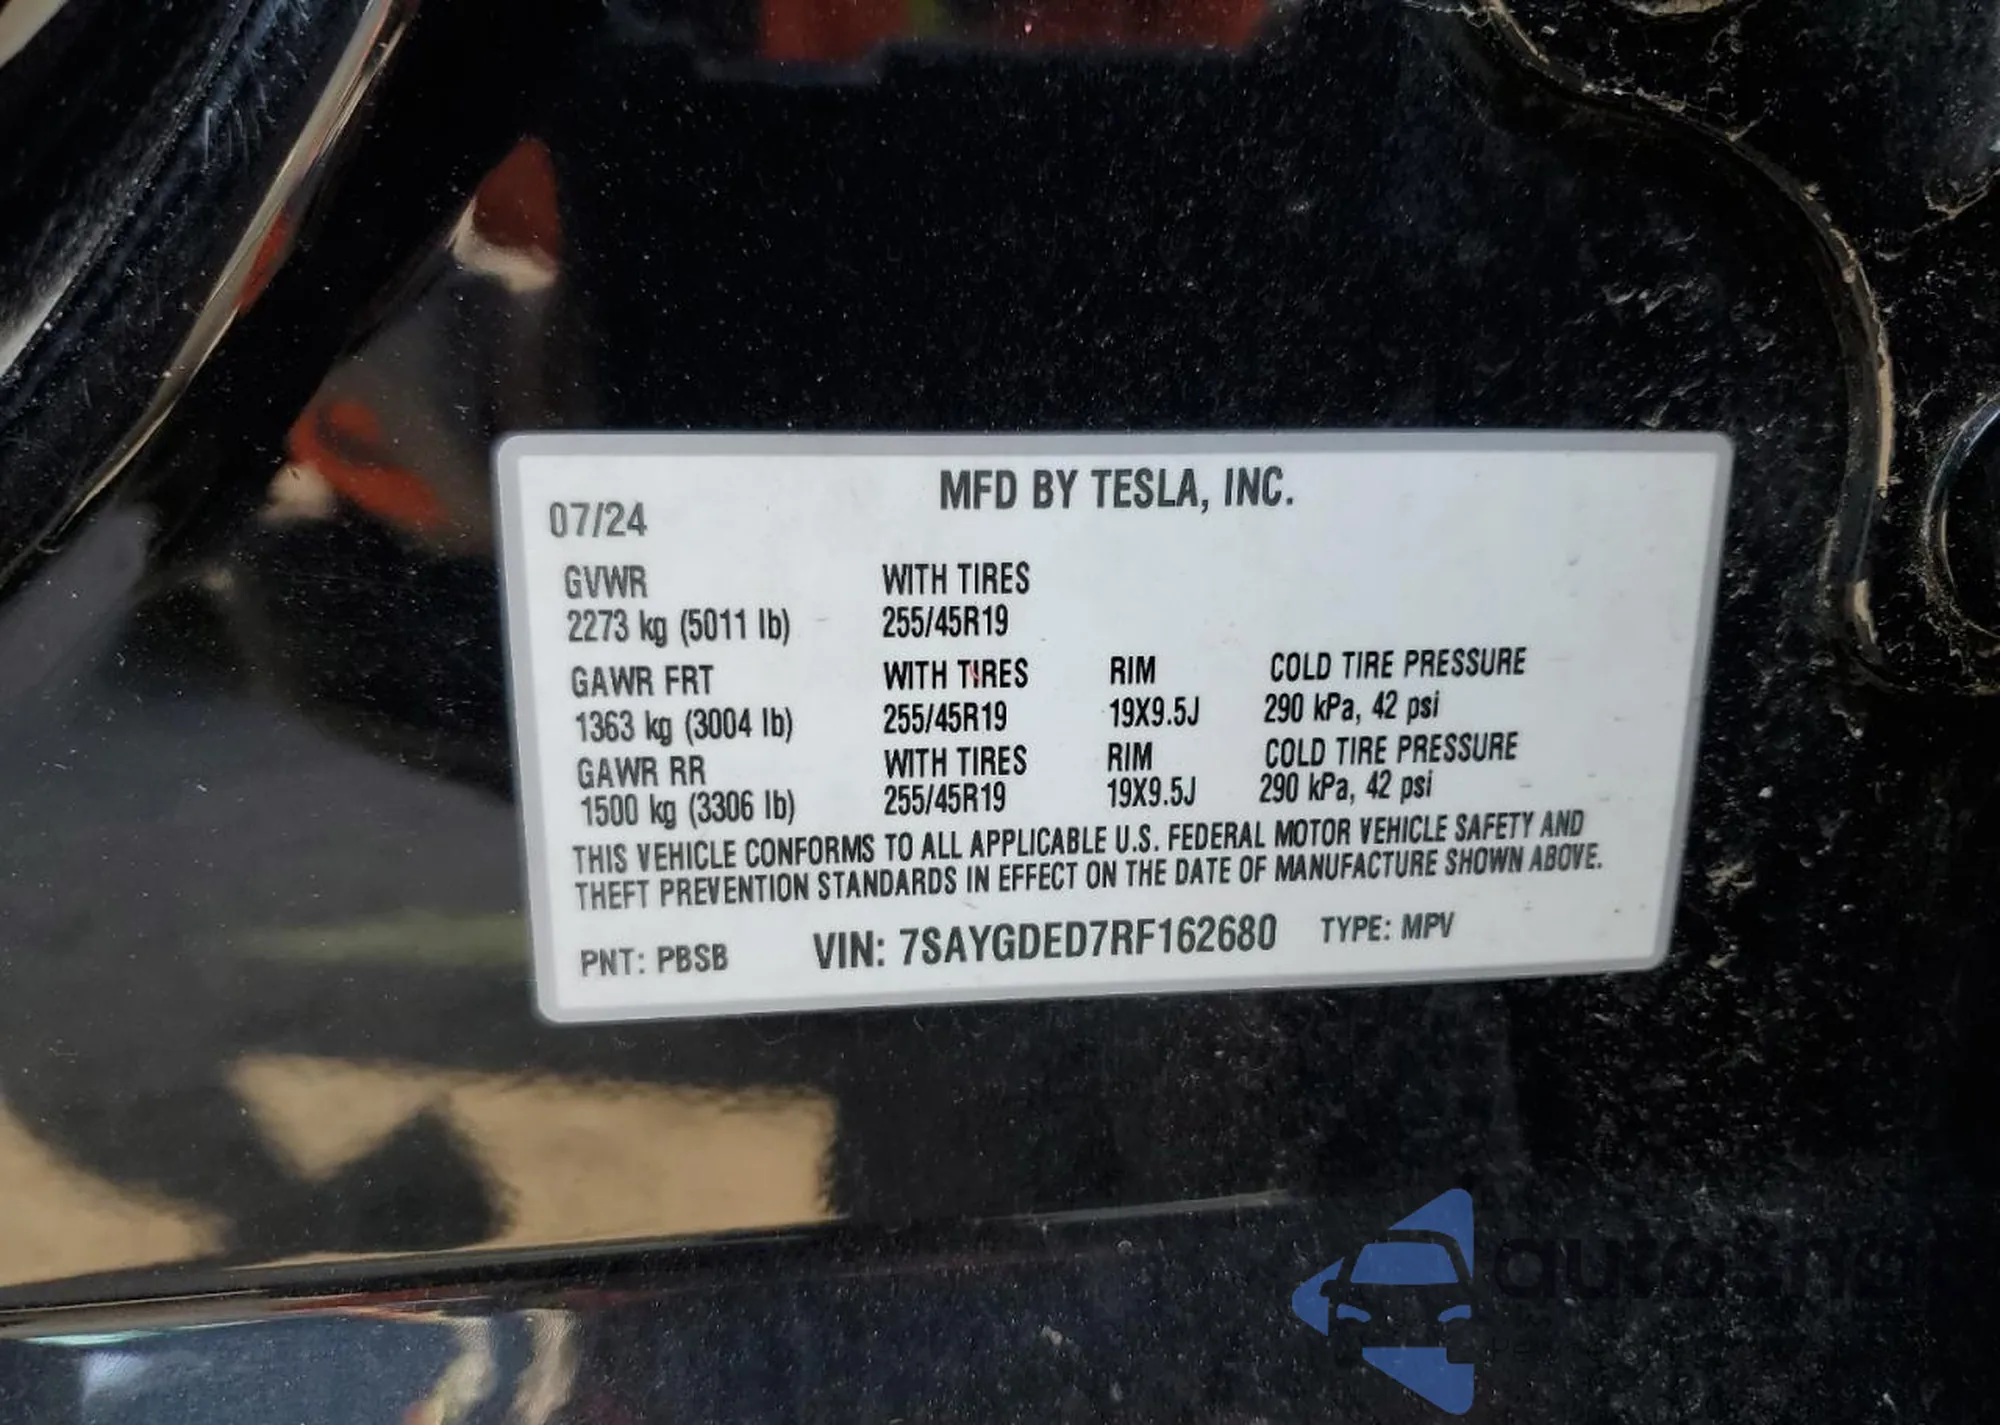 MFD BY TESLA, INC.
07/24
GVWR WITH TIRES
2273 kg (5011 lb) 255/45R19
GAWR FRT WITH TIRES RIM COLD TIRE PRESSURE
1363 kg (3004 lb) 255/45R19 19X9.5J 290 kPa, 42 psi
GAWR RR WITH TIRES RIM COLD TIRE PRESSURE
1500 kg (3306 lb) 255/45R19 19X9.5J 290 kPa, 42 psi
THIS VEHICLE CONFORMS TO ALL APPLICABLE U.S. FEDERAL MOTOR VEHICLE SAFETY AND
THEFT PREVENTION STANDARDS IN EFFECT ON THE DATE OF MANUFACTURE SHOWN ABOVE.
PNT: PBSB VIN: 7SAYGDED7RF162680 TYPE: MPV